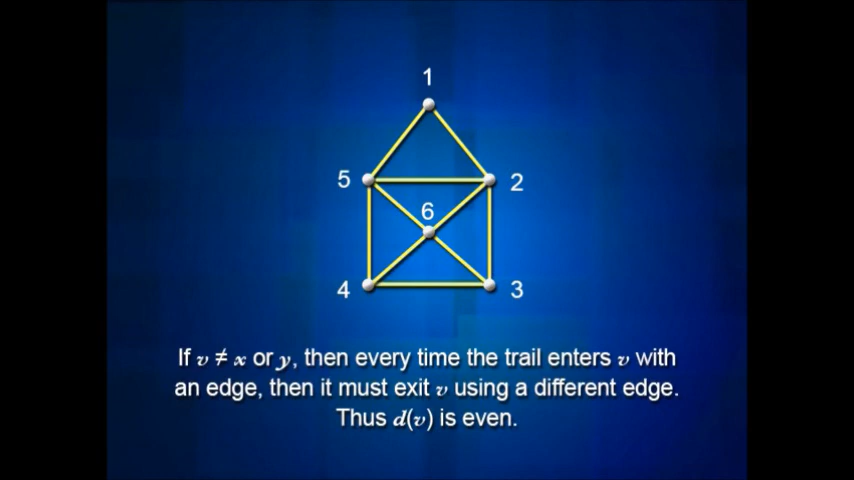 1
5
2
6
4
3
If v ≠ x or y, then every time the trail enters v with
an edge, then it must exit v using a different edge.
Thus d(v) is even.